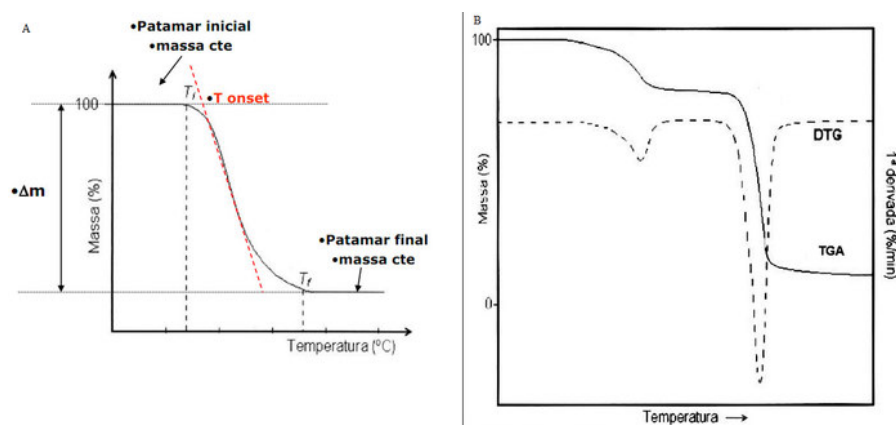 A
•Patamar inicial
•massa cte
Ti
•T onset
100
•Δm
Massa (%)
•Patamar final
•massa cte
Tf
Temperatura (ºC)
B
100
Massa (%)
0
DTG
TGA
1ª derivada (%/min)
Temperatura →